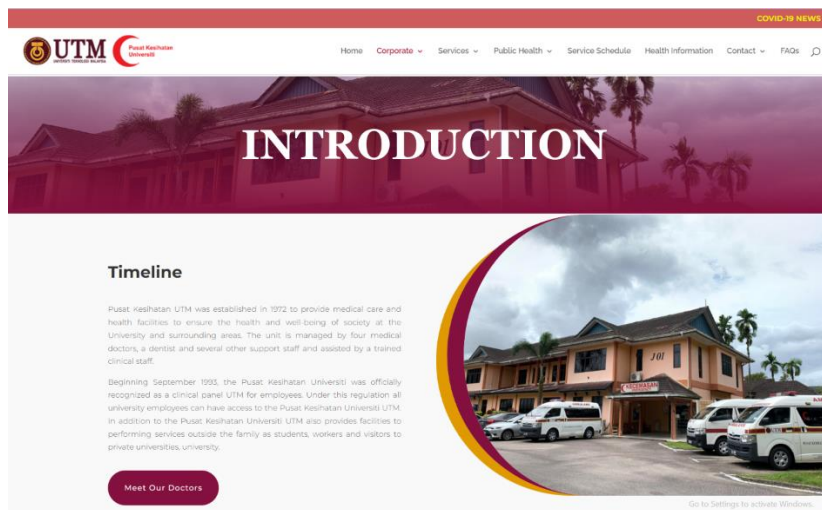 COVID-19 NEWS
UTM
UNIVERSITI TEKNOLOGI MALAYSIA
Pusat Kesihatan
Universiti
Home Corporate Services Public Health Service Schedule Health Information Contact FAQs
INTRODUCTION
Timeline
Pusat Kesihatan UTM was established in 1972 to provide medical care and
health facilities to ensure the health and well-being of society at the
University and surrounding areas. The unit is managed by four medical
doctors, a dentist and several other support staff and assisted by a trained
clinical staff.
Beginning September 1993, the Pusat Kesihatan Universiti was officially
recognized as a clinical panel UTM for employees. Under this regulation all
university employees can have access to the Pusat Kesihatan Universiti UTM.
In addition to the Pusat Kesihatan Universiti UTM also provides facilities to
performing services outside the family as students, workers and visitors to
private universities, university.
Meet Our Doctors
J01
KECEMASAN
Go to Settings to activate Windows.